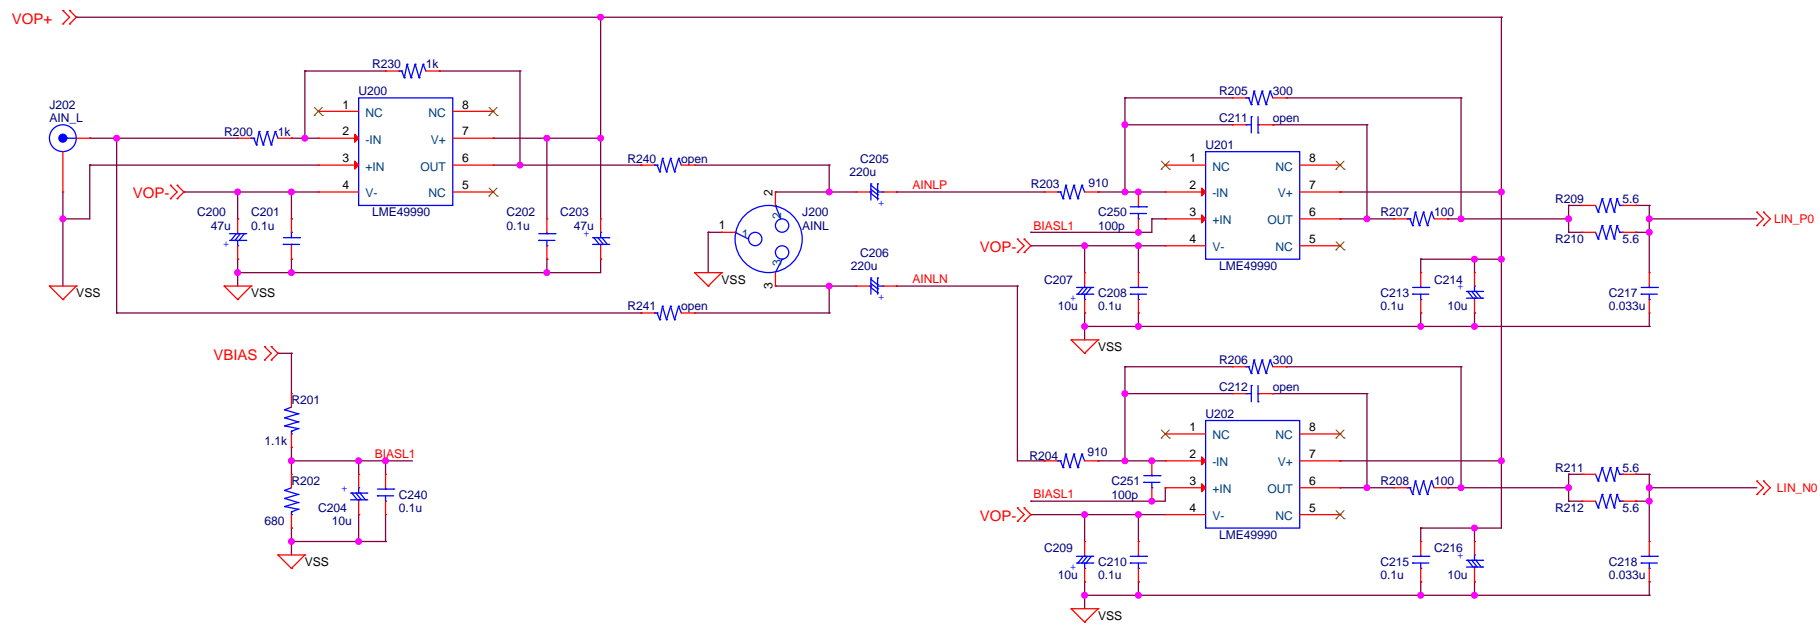 VOP+
R230 1k
J202
AIN_L
U200
1 NC NC 8
R200 1k 2 -IN V+ 7
3 +IN OUT 6
VOP- 4 V- NC 5
LME49990
C200
47u
C201
0.1u
C202
0.1u
C203
47u
+
+
VSS
VSS
R240 open
C205
220u
+
AINLP
2
2
J200
AINL
1
1
3
3
VSS
C206
220u
+
AINLN
R241 open
VBIAS
R201
1.1k
BIASL1
R202
680
C204
10u
+
C240
0.1u
VSS
R205 300
C211 open
U201
1 NC NC 8
R203 910 2 -IN V+ 7
C250
100p
BIASL1 3 +IN OUT 6
VOP- 4 V- NC 5
LME49990
R207 100
R209 5.6
R210 5.6
LIN_P0
C207
10u
+
C208
0.1u
C213
0.1u
C214
10u
+
C217
0.033u
VSS
R206 300
C212 open
U202
1 NC NC 8
R204 910 2 -IN V+ 7
C251
100p
BIASL1 3 +IN OUT 6
VOP- 4 V- NC 5
LME49990
R208 100
R211 5.6
R212 5.6
LIN_N0
C209
10u
+
C210
0.1u
C215
0.1u
C216
10u
+
C218
0.033u
VSS